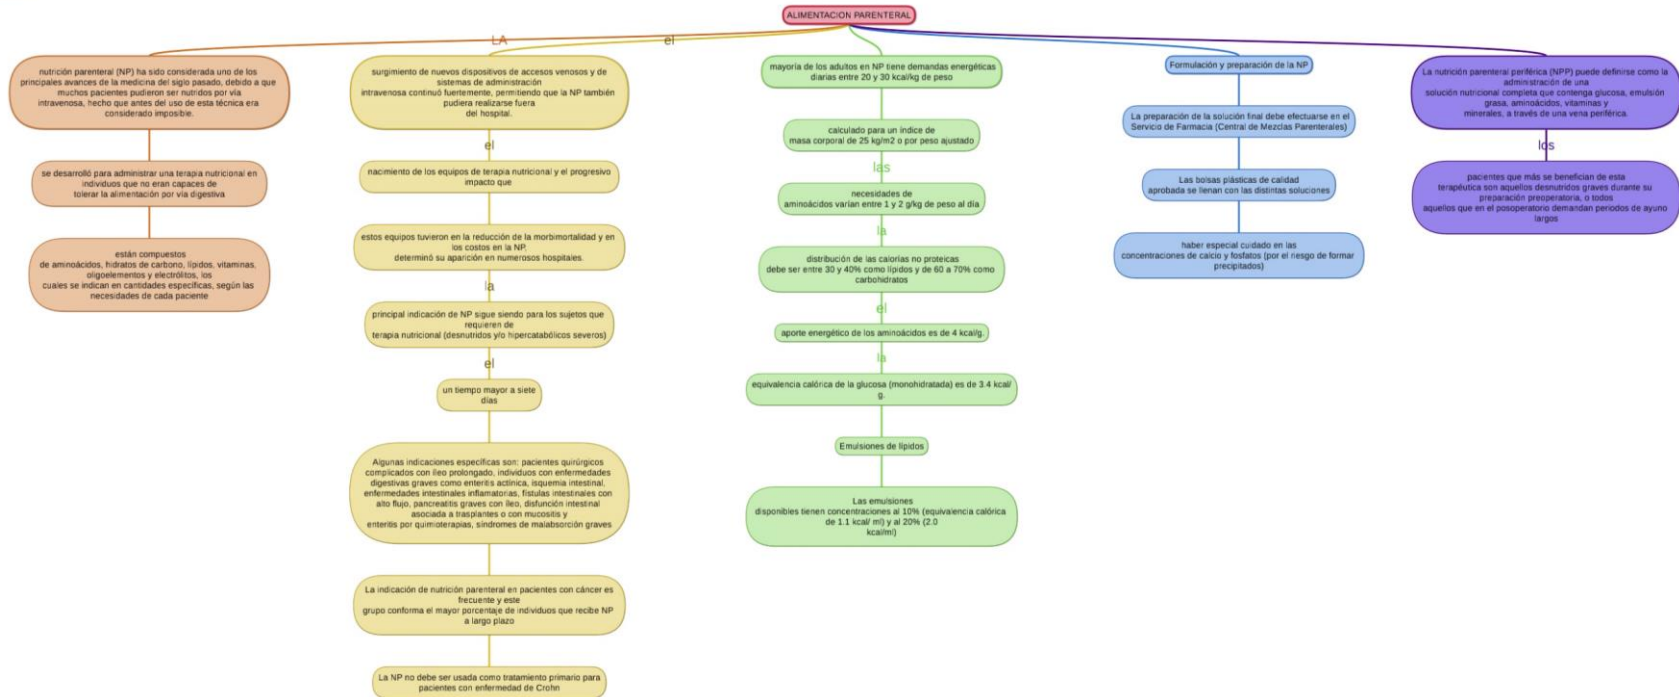 ALIMENTACION PARENTERAL
LA
nutrición parenteral (NP) ha sido considerada uno de los
principales avances de la medicina del siglo pasado, debido a que
muchos pacientes pudieron ser nutridos por vía
intravenosa, hecho que antes del uso de esta técnica era
considerado imposible.
se desarrolló para administrar una terapia nutricional en
individuos que no eran capaces de
tolerar la alimentación por vía digestiva
están compuestos
de aminoácidos, hidratos de carbono, lípidos, vitaminas,
oligoelementos y electrólitos, los
cuales se indican en cantidades específicas, según las
necesidades de cada paciente
el
surgimiento de nuevos dispositivos de accesos venosos y de
sistemas de administración
intravenosa continuó fuertemente, permitiendo que la NP también
pudiera realizarse fuera
del hospital.
el
nacimiento de los equipos de terapia nutricional y el progresivo
impacto que
estos equipos tuvieron en la reducción de la morbimortalidad y en
los costos en la NP,
determinó su aparición en numerosos hospitales.
la
principal indicación de NP sigue siendo para los sujetos que
requieren de
terapia nutricional (desnutridos y/o hipercatabólicos severos)
el
un tiempo mayor a siete
días
Algunas indicaciones específicas son: pacientes quirúrgicos
complicados con íleo prolongado, individuos con enfermedades
digestivas graves como enteritis actínica, isquemia intestinal,
enfermedades intestinales inflamatorias, fístulas intestinales con
alto flujo, pancreatitis graves con íleo, disfunción intestinal
asociada a trasplantes o con mucositis y
enteritis por quimioterapias, síndromes de malabsorción graves
La indicación de nutrición parenteral en pacientes con cáncer es
frecuente y este
grupo conforma el mayor porcentaje de individuos que recibe NP
a largo plazo
La NP no debe ser usada como tratamiento primario para
pacientes con enfermedad de Crohn
mayoría de los adultos en NP tiene demandas energéticas
diarias entre 20 y 30 kcal/kg de peso
calculado para un índice de
masa corporal de 25 kg/m2 o por peso ajustado
las
necesidades de
aminoácidos varían entre 1 y 2 g/kg de peso al día
la
distribución de las calorías no proteicas
debe ser entre 30 y 40% como lípidos y de 60 a 70% como
carbohidratos
el
aporte energético de los aminoácidos es de 4 kcal/g.
la
equivalencia calórica de la glucosa (monohidratada) es de 3.4 kcal/
g.
Emulsiones de lípidos
Las emulsiones
disponibles tienen concentraciones al 10% (equivalencia calórica
de 1.1 kcal/ ml) y al 20% (2.0
kcal/ml)
Formulación y preparación de la NP
La preparación de la solución final debe efectuarse en el
Servicio de Farmacia (Central de Mezclas Parenterales)
Las bolsas plásticas de calidad
aprobada se llenan con las distintas soluciones
haber especial cuidado en las
concentraciones de calcio y fosfatos (por el riesgo de formar
precipitados)
La nutrición parenteral periférica (NPP) puede definirse como la
administración de una
solución nutricional completa que contenga glucosa, emulsión
grasa, aminoácidos, vitaminas y
minerales, a través de una vena periférica.
los
pacientes que más se benefician de esta
terapéutica son aquellos desnutridos graves durante su
preparación preoperatoria, o todos
aquellos que en el posoperatorio demandan periodos de ayuno
largos